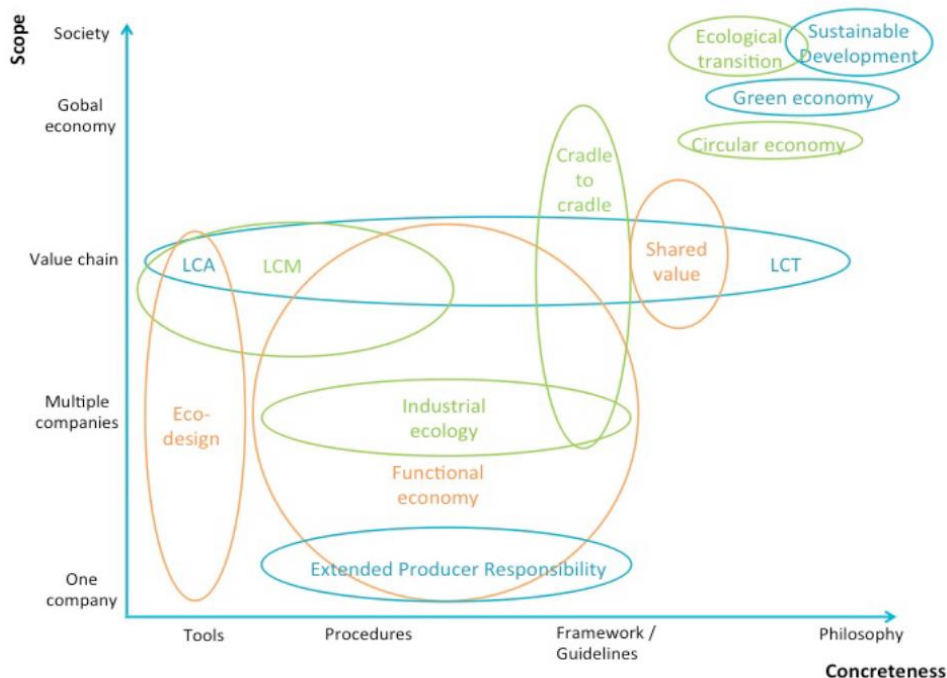 Scope
Society
Gobal
economy
Value chain
Multiple
companies
One
company
Ecological
transition
Sustainable
Development
Green economy
Circular economy
Cradle
to
cradle
Shared
value
LCA
LCM
LCT
Eco-
design
Industrial
ecology
Functional
economy
Extended Producer Responsibility
Tools
Procedures
Framework /
Guidelines
Philosophy
Concreteness